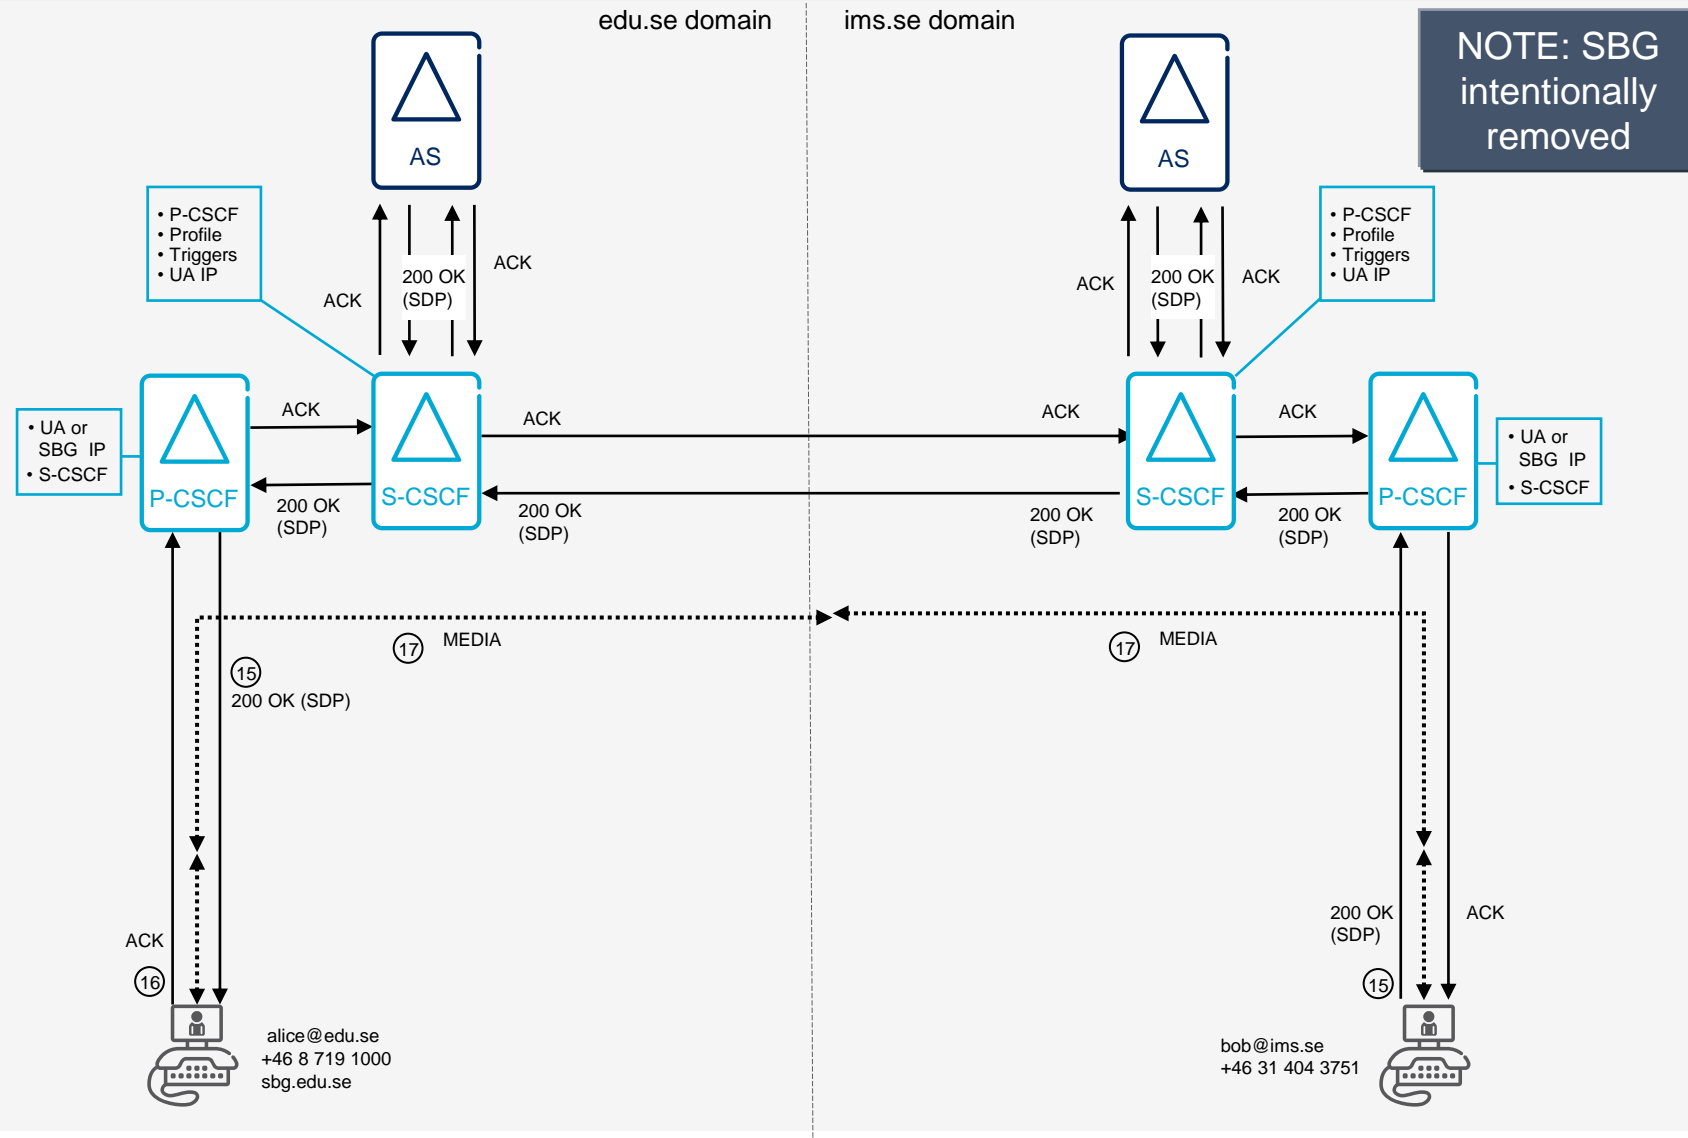 edu.se domain
ims.se domain
NOTE: SBG
intentionally
removed
AS
AS
• P-CSCF
• Profile
• Triggers
• UA IP
• P-CSCF
• Profile
• Triggers
• UA IP
ACK
200 OK
(SDP)
ACK
ACK
200 OK
(SDP)
ACK
• UA or
SBG IP
• S-CSCF
P-CSCF
ACK
200 OK
(SDP)
S-CSCF
ACK
200 OK
(SDP)
ACK
200 OK
(SDP)
S-CSCF
ACK
200 OK
(SDP)
P-CSCF
• UA or
SBG IP
• S-CSCF
17
MEDIA
17
MEDIA
15
200 OK (SDP)
ACK
16
200 OK
(SDP)
ACK
15
alice@edu.se
+46 8 719 1000
sbg.edu.se
bob@ims.se
+46 31 404 3751